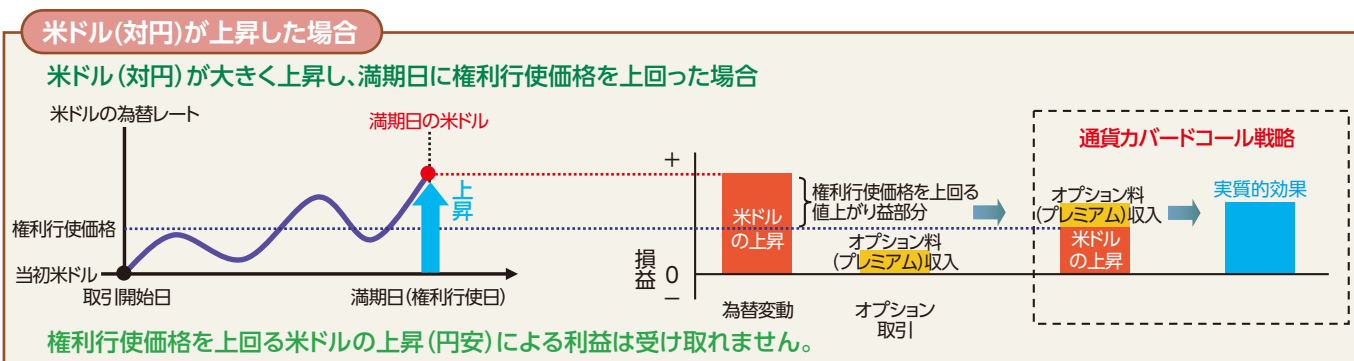 米ドル(対円)が上昇した場合
米ドル(対円)が大きく上昇し、満期日に権利行使価格を上回った場合
米ドルの為替レート
満期日の米ドル
上昇
権利行使価格
当初米ドル
取引開始日
満期日(権利行使日)
+
損益
0
−
米ドル
の上昇
権利行使価格を上回る
値上がり益部分
オプション料
(プレミアム)収入
為替変動
オプション
取引
通貨カバードコール戦略
オプション料
(プレミアム)収入
米ドル
の上昇
実質的効果
権利行使価格を上回る米ドルの上昇(円安)による利益は受け取れません。